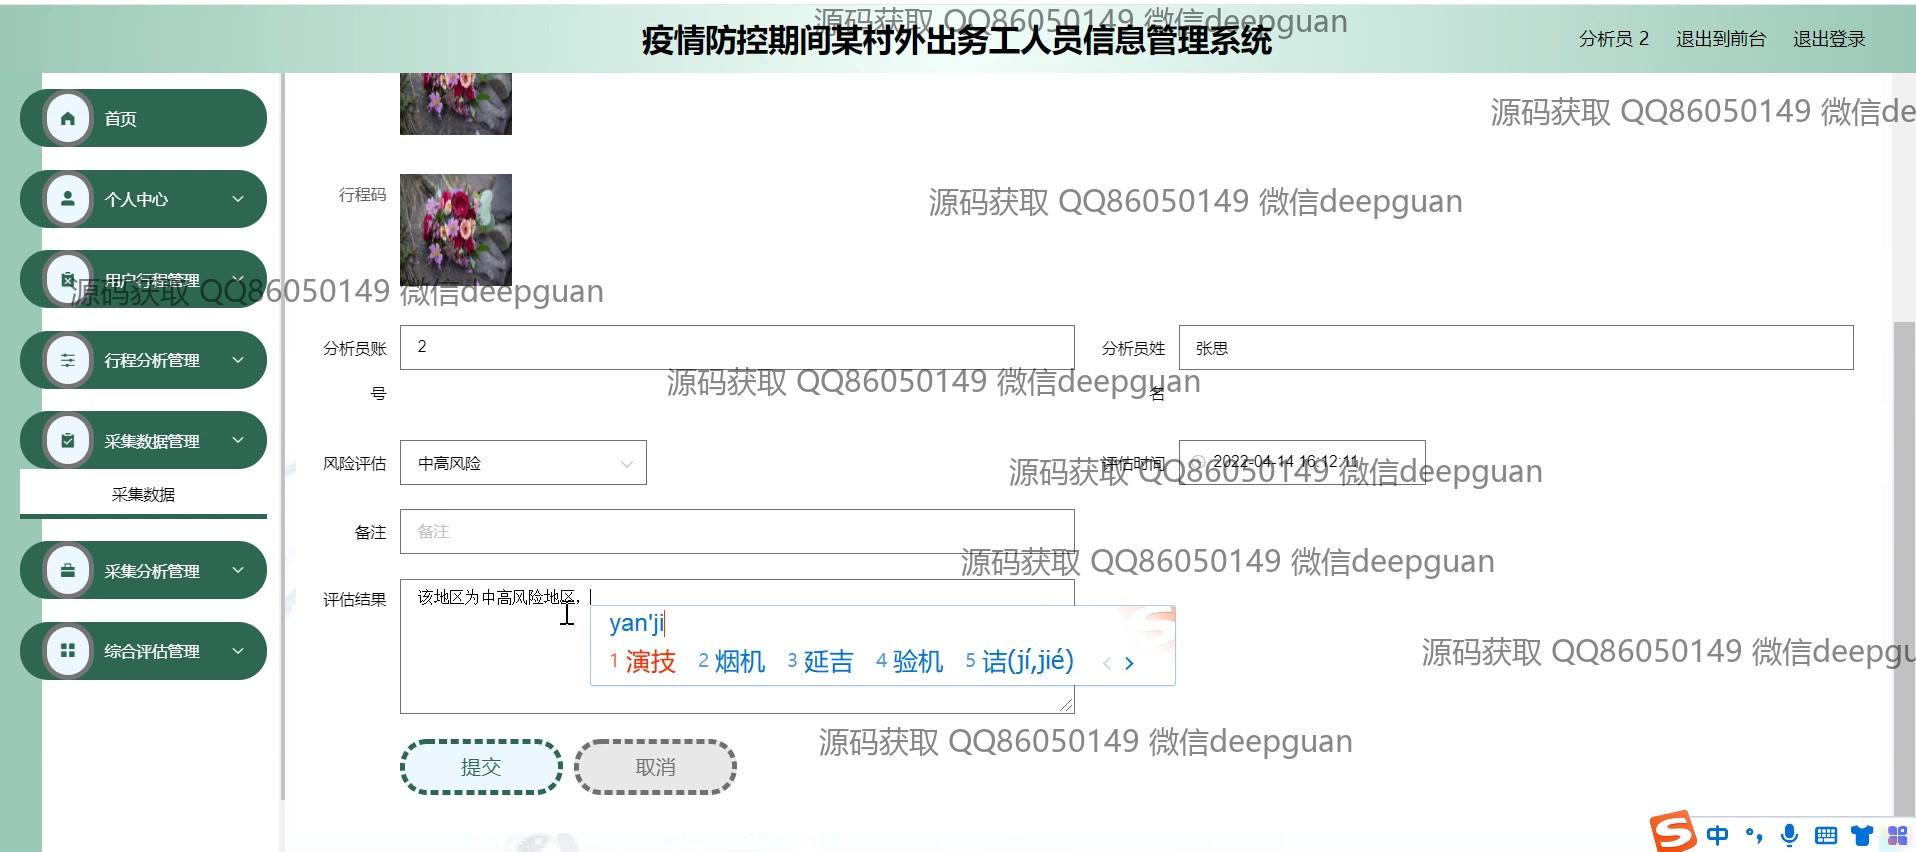 源码获取 QQ86050149 微信deepguan
疫情防控期间某村外出务工人员信息管理系统
分析员 2 退出到前台 退出登录
首页
源码获取 QQ86050149 微信de
个人中心
行程码
源码获取 QQ86050149 微信deepguan
用户行程管理
源码获取 QQ86050149 微信deepguan
行程分析管理
分析员账号
2
分析员姓名
张思
源码获取 QQ86050149 微信deepguan
采集数据管理
风险评估
中高风险
评估时间
2022-04-14 16:12:11
源码获取 QQ86050149 微信deepguan
采集数据
备注
备注
源码获取 QQ86050149 微信deepguan
采集分析管理
评估结果
该地区为中高风险地区，
yan'ji
1 演技 2 烟机 3 延吉 4 验机 5 诘(jí,jié)
综合评估管理
源码获取 QQ86050149 微信deepgu
源码获取 QQ86050149 微信deepguan
提交
取消
中